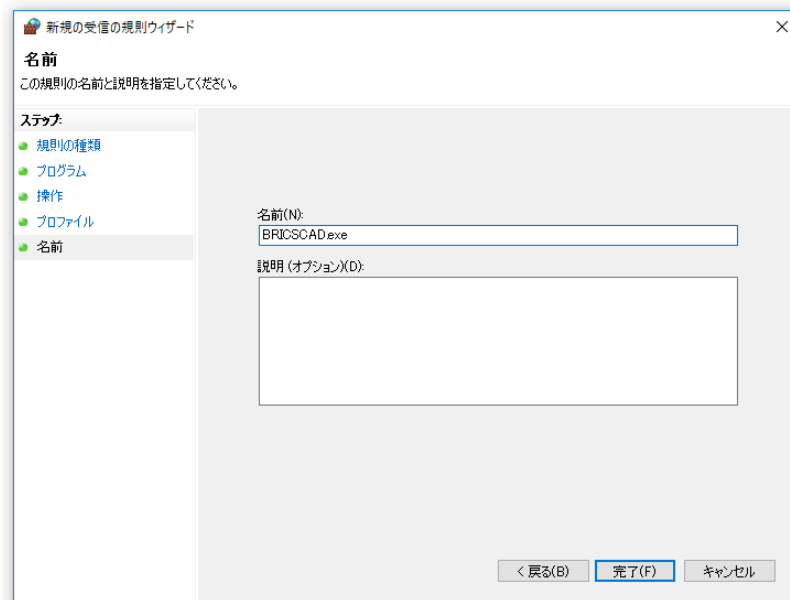 新規の受信の規則ウィザード
名前
この規則の名前と説明を指定してください。
ステップ:
規則の種類
プログラム
操作
プロファイル
名前
名前(N):
BRICSCAD.exe
説明 (オプション)(D):
< 戻る(B)
完了(F)
キャンセル